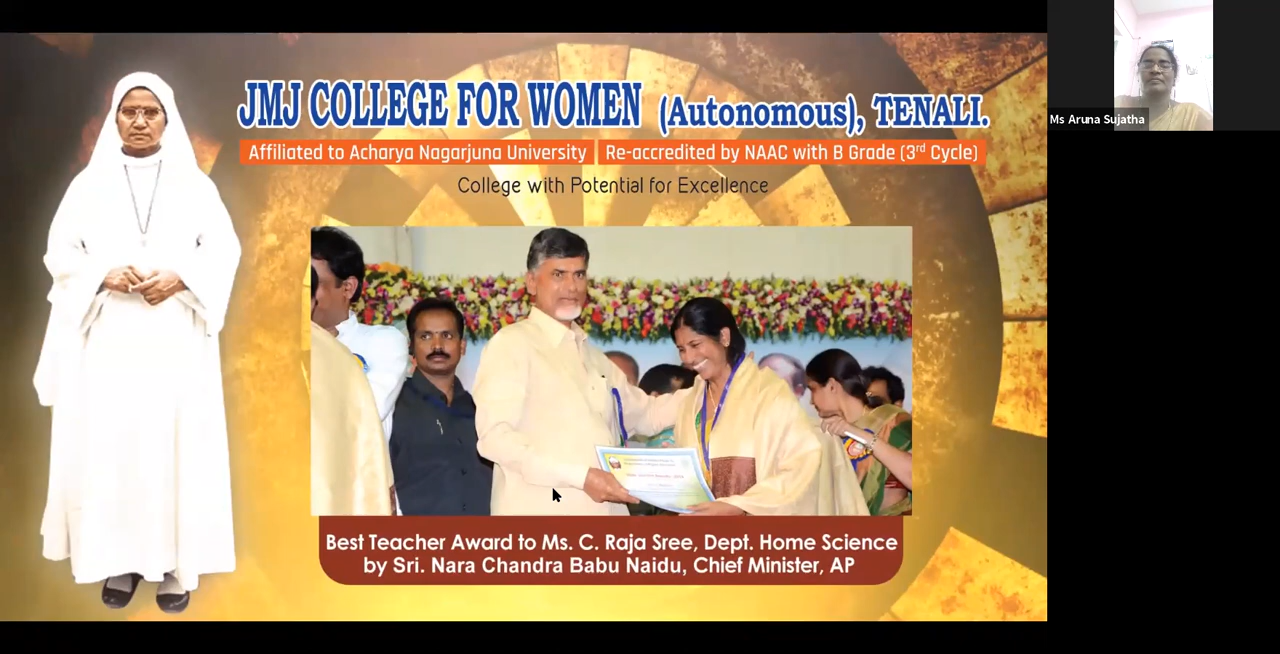 JMJ COLLEGE FOR WOMEN (Autonomous), TENALI.
Affiliated to Acharya Nagarjuna University Re-accredited by NAAC with B Grade (3rd Cycle)
College with Potential for Excellence
Best Teacher Award to Ms. C. Raja Sree, Dept. Home Science
by Sri. Nara Chandra Babu Naidu, Chief Minister, AP
Ms Aruna Sujatha